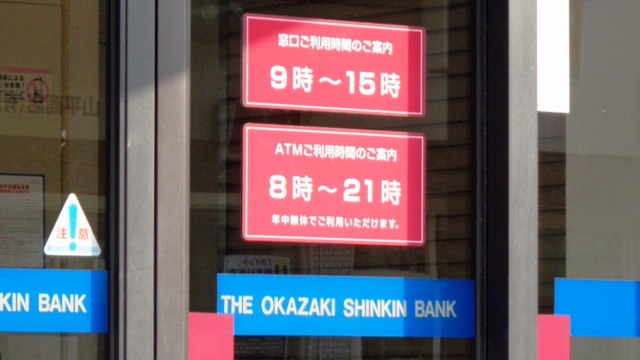 窓口ご利用時間のご案内
9時～15時
ATMご利用時間のご案内
8時～21時
年中無休でご利用いただけます。
注意
KIN BANK
THE OKAZAKI SHINKIN BANK